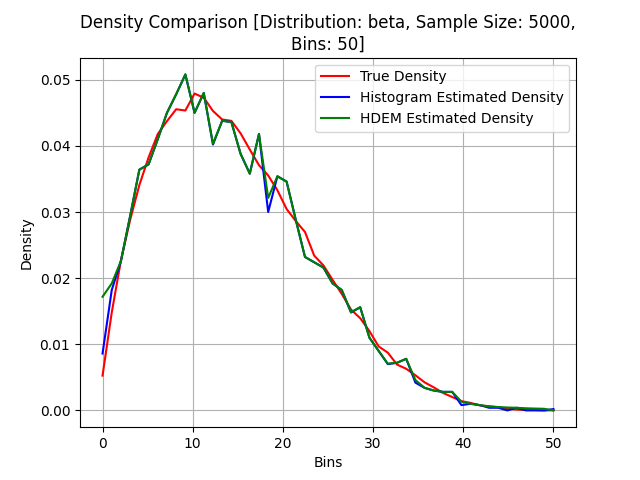 Density Comparison [Distribution: beta, Sample Size: 5000,
Bins: 50]
True Density
Histogram Estimated Density
HDEM Estimated Density
Density
0.05
0.04
0.03
0.02
0.01
0.00
0 10 20 30 40 50
Bins